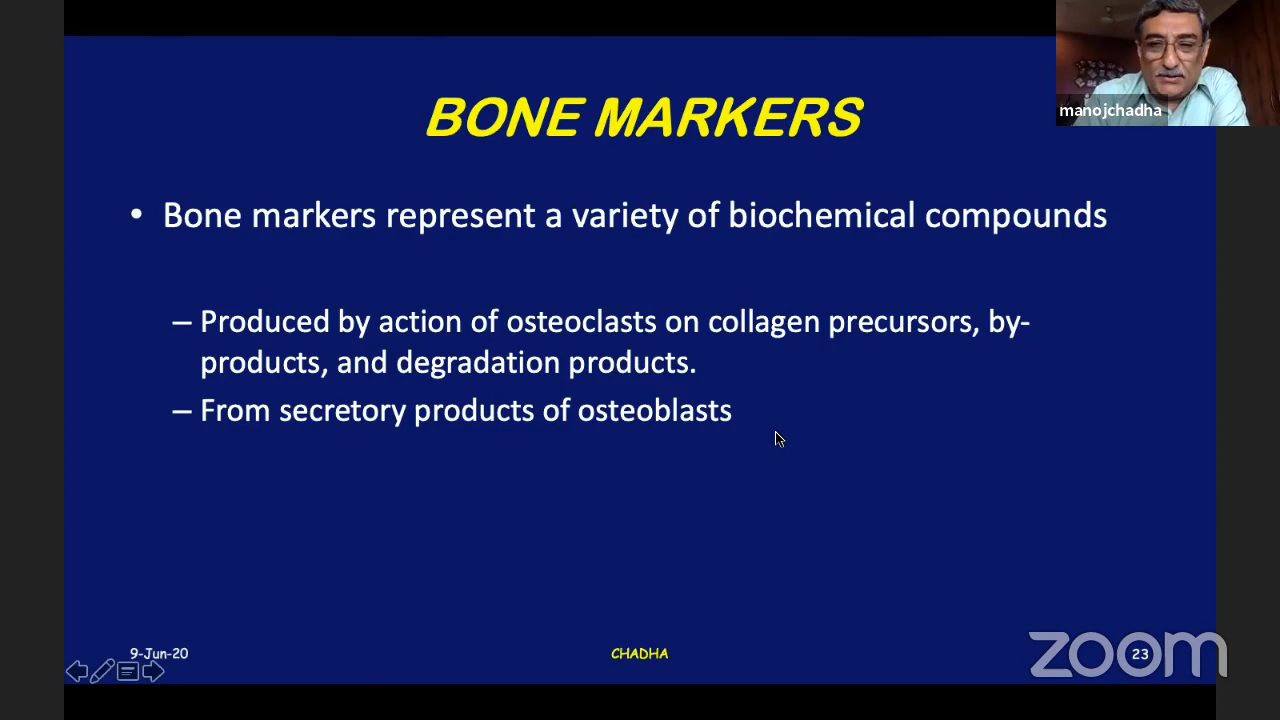 BONE MARKERS
manojchadha
• Bone markers represent a variety of biochemical compounds
– Produced by action of osteoclasts on collagen precursors, by-
products, and degradation products.
– From secretory products of osteoblasts
9-Jun-20
CHADHA
23
zoom